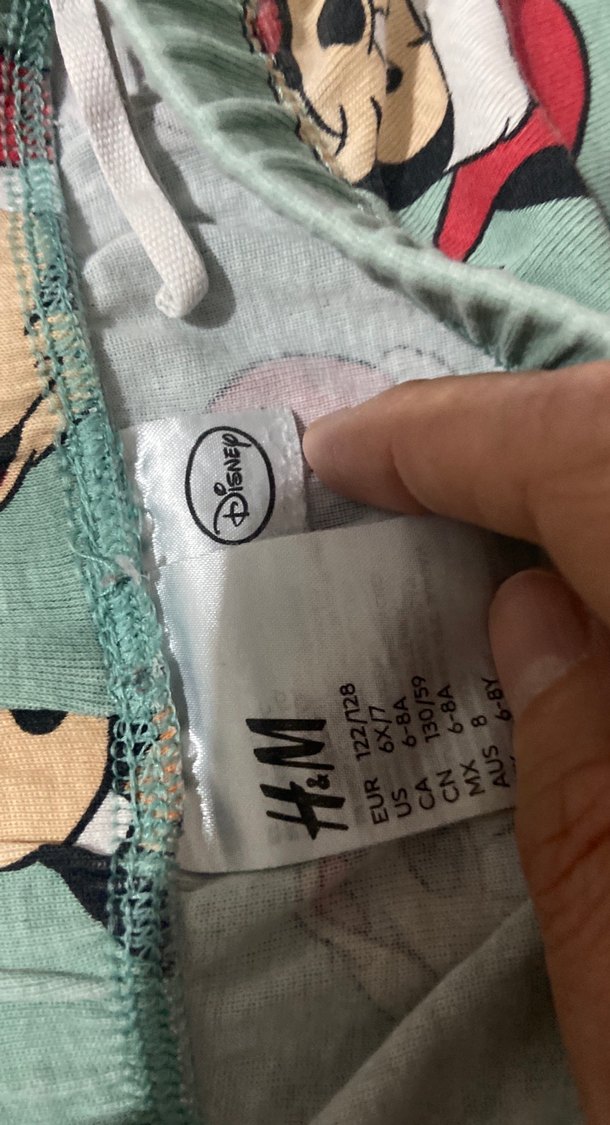 Disney
H&M
EUR 122/128
US 6X/7
CA 6-8A
CN 130/59
MX 6-8A
AUS 8
6-8Y